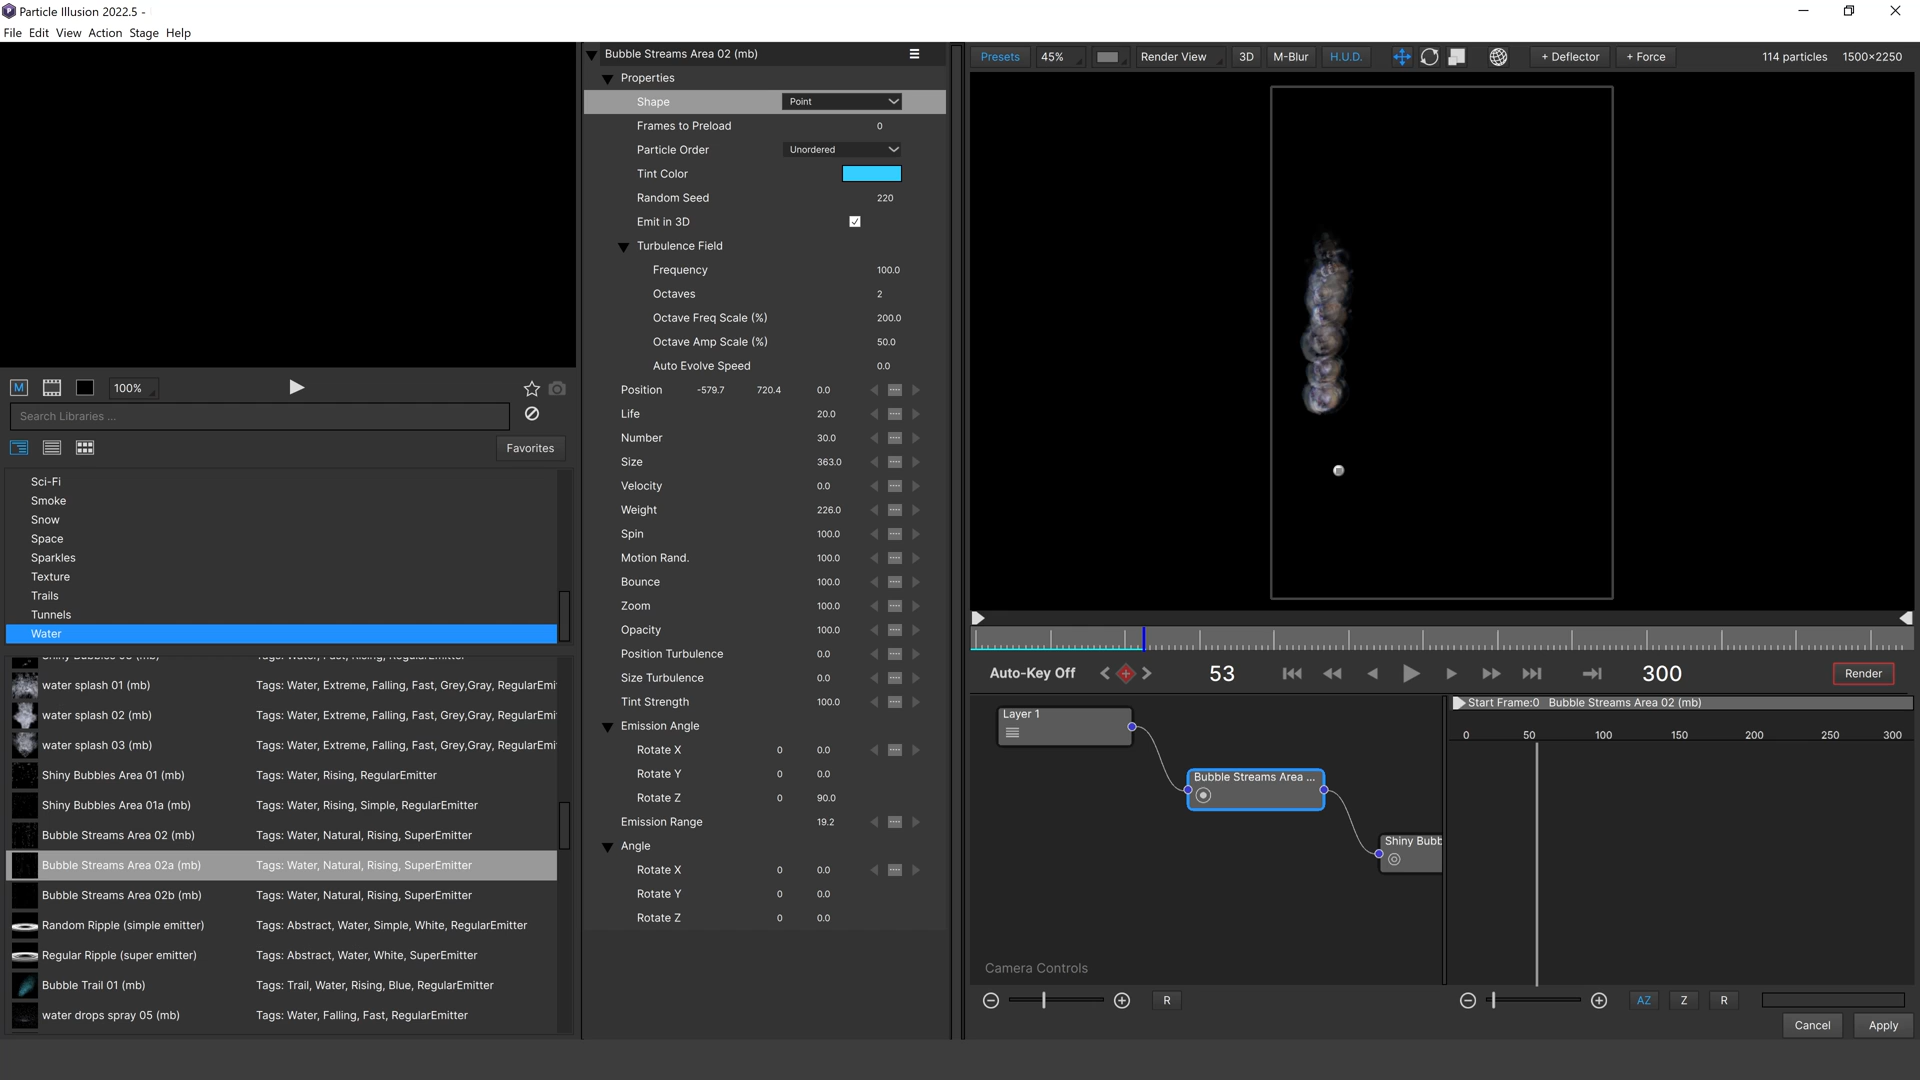 Particle Illusion 2022.5 -
File Edit View Action Stage Help
100%
Search Libraries ...
Favorites
Sci-Fi
Smoke
Snow
Space
Sparkles
Texture
Trails
Tunnels
Water
water splash 01 (mb) Tags: Water, Extreme, Falling, Fast, Grey,Gray, RegularEmi
water splash 02 (mb) Tags: Water, Extreme, Falling, Fast, Grey,Gray, RegularEmi
water splash 03 (mb) Tags: Water, Extreme, Falling, Fast, Grey,Gray, RegularEmi
Shiny Bubbles Area 01 (mb) Tags: Water, Rising, RegularEmitter
Shiny Bubbles Area 01a (mb) Tags: Water, Rising, Simple, RegularEmitter
Bubble Streams Area 02 (mb) Tags: Water, Natural, Rising, SuperEmitter
Bubble Streams Area 02a (mb) Tags: Water, Natural, Rising, SuperEmitter
Bubble Streams Area 02b (mb) Tags: Water, Natural, Rising, SuperEmitter
Random Ripple (simple emitter) Tags: Abstract, Water, Simple, White, RegularEmitter
Regular Ripple (super emitter) Tags: Abstract, Water, White, SuperEmitter
Bubble Trail 01 (mb) Tags: Trail, Water, Rising, Blue, RegularEmitter
water drops spray 05 (mb) Tags: Water, Falling, Fast, RegularEmitter
Bubble Streams Area 02 (mb)
Properties
Shape Point
Frames to Preload 0
Particle Order Unordered
Tint Color
Random Seed 220
Emit in 3D
Turbulence Field
Frequency 100.0
Octaves 2
Octave Freq Scale (%) 200.0
Octave Amp Scale (%) 50.0
Auto Evolve Speed 0.0
Position -579.7 720.4 0.0
Life 20.0
Number 30.0
Size 363.0
Velocity 0.0
Weight 226.0
Spin 100.0
Motion Rand. 100.0
Bounce 100.0
Zoom 100.0
Opacity 100.0
Position Turbulence 0.0
Size Turbulence 0.0
Tint Strength 100.0
Emission Angle
Rotate X 0 0.0
Rotate Y 0 0.0
Rotate Z 0 90.0
Emission Range 19.2
Angle
Rotate X 0 0.0
Rotate Y 0 0.0
Rotate Z 0 0.0
Presets 45% Render View 3D M-Blur H.U.D. + Deflector + Force 114 particles 1500×2250
Auto-Key Off 53 300 Render
Layer 1
Bubble Streams Area ...
Shiny Bubb
Camera Controls
R
Start Frame:0 Bubble Streams Area 02 (mb)
0 50 100 150 200 250 300
AZ Z R
Cancel Apply